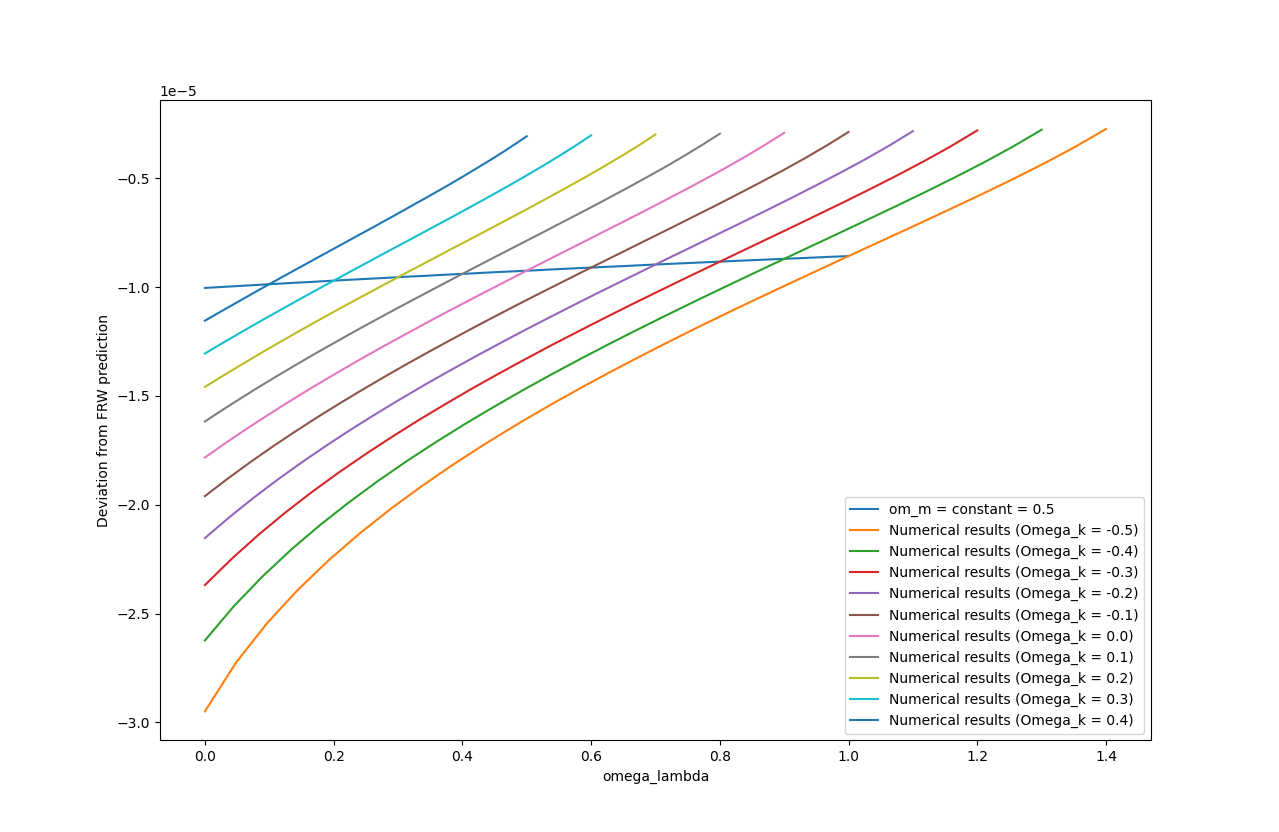 1e−5
−0.5
−1.0
−1.5
−2.0
−2.5
−3.0
Deviation from FRW prediction
0.0 0.2 0.4 0.6 0.8 1.0 1.2 1.4
omega_lambda
om_m = constant = 0.5
Numerical results (Omega_k = -0.5)
Numerical results (Omega_k = -0.4)
Numerical results (Omega_k = -0.3)
Numerical results (Omega_k = -0.2)
Numerical results (Omega_k = -0.1)
Numerical results (Omega_k = 0.0)
Numerical results (Omega_k = 0.1)
Numerical results (Omega_k = 0.2)
Numerical results (Omega_k = 0.3)
Numerical results (Omega_k = 0.4)